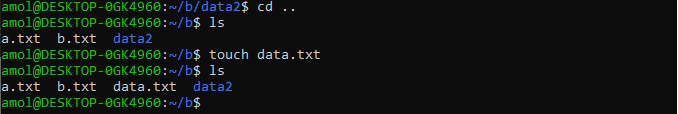 amol@DESKTOP-0GK4960:~/b/data2$ cd ..
amol@DESKTOP-0GK4960:~/b$ ls
a.txt  b.txt  data2
amol@DESKTOP-0GK4960:~/b$ touch data.txt
amol@DESKTOP-0GK4960:~/b$ ls
a.txt  b.txt  data.txt  data2
amol@DESKTOP-0GK4960:~/b$